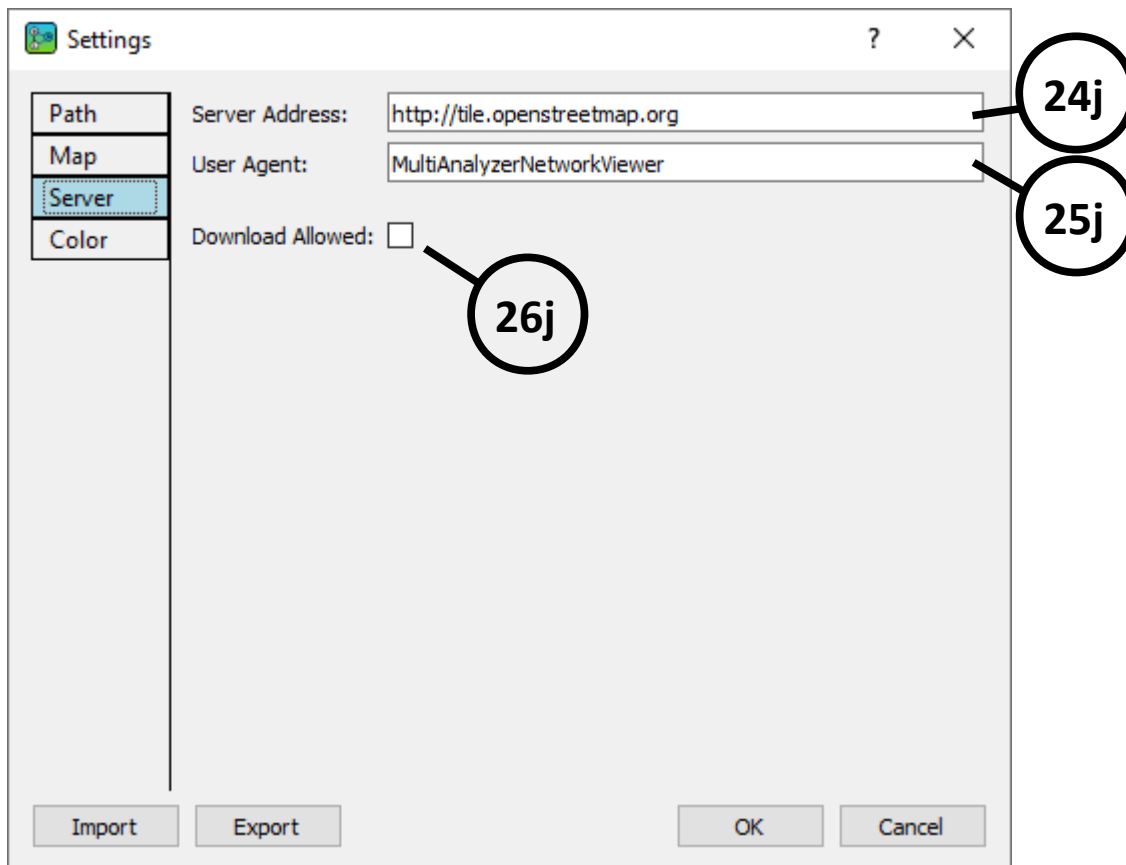 Settings
?
Path
Map
Server
Color
Server Address: http://tile.openstreetmap.org
User Agent: MultiAnalyzerNetworkViewer
Download Allowed:
24j
25j
26j
Import
Export
OK
Cancel